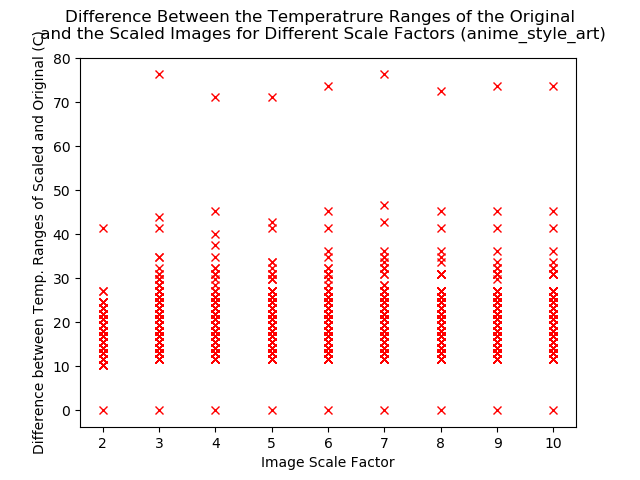 Difference Between the Temperatrure Ranges of the Original
and the Scaled Images for Different Scale Factors (anime_style_art)
Difference between Temp. Ranges of Scaled and Original (C)
80
70
60
50
40
30
20
10
0
2 3 4 5 6 7 8 9 10
Image Scale Factor